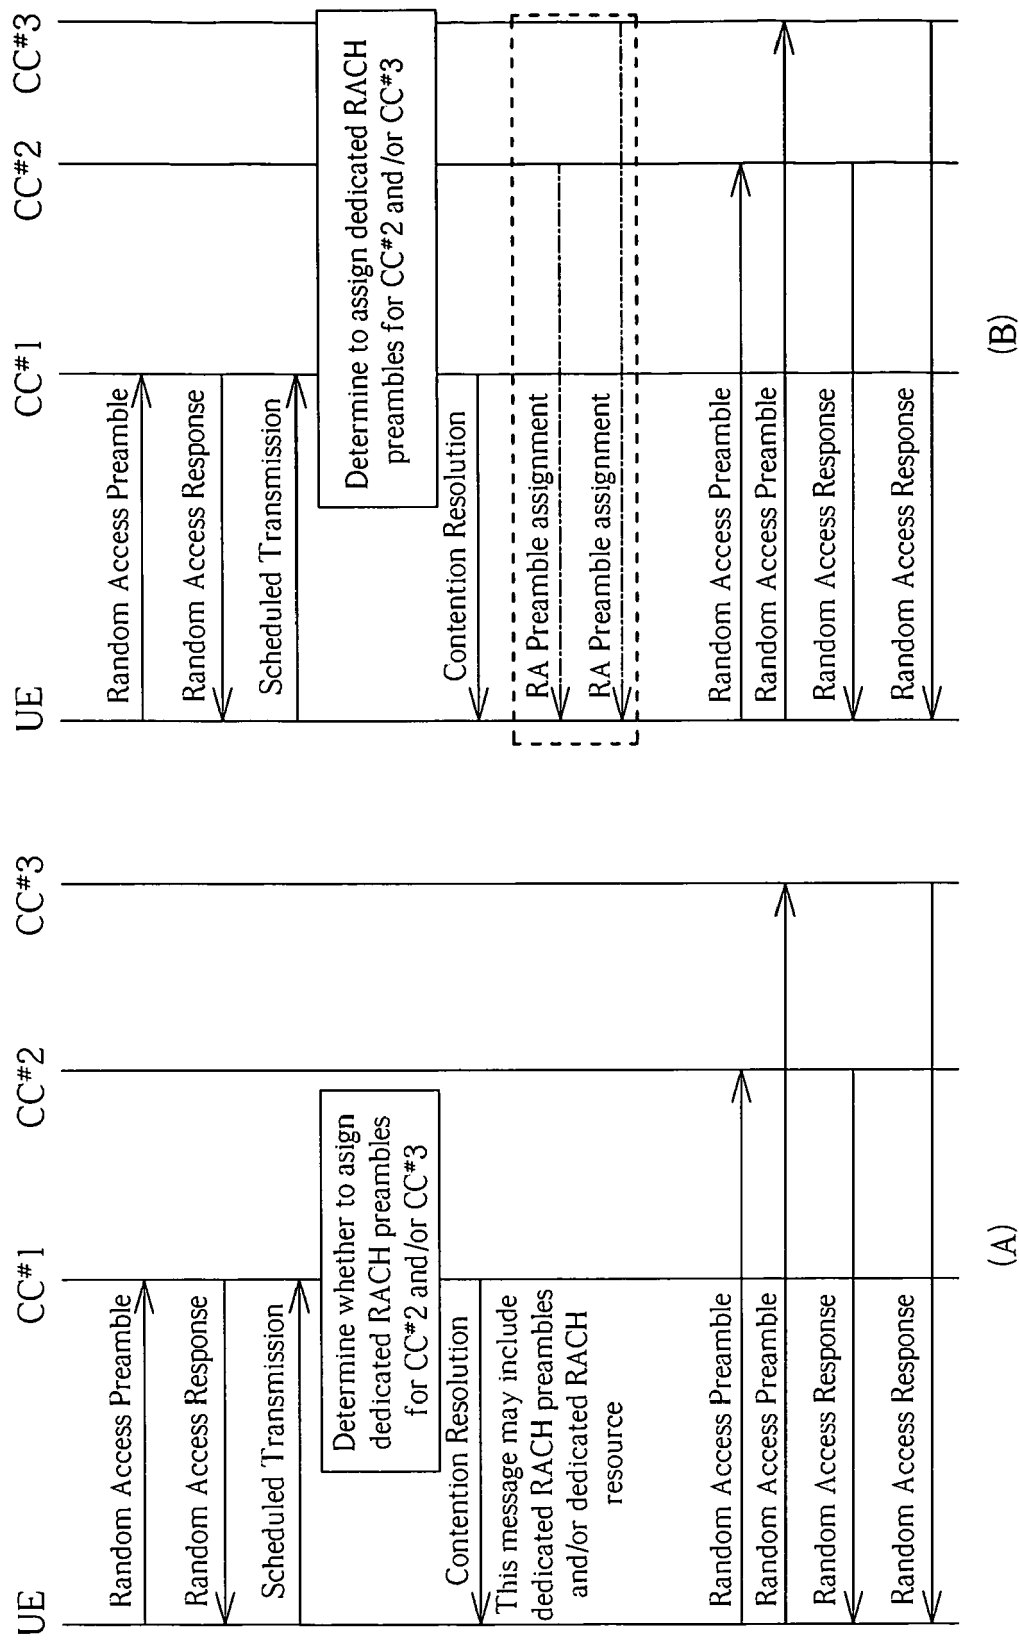 UE
CC#1
CC#2
CC#3
Random Access Preamble
Random Access Response
Scheduled Transmission
Determine whether to asign
dedicated RACH preambles
for CC#2 and/or CC#3
Contention Resolution
This message may include
dedicated RACH preambles
and/or dedicated RACH
resource
Random Access Preamble
Random Access Preamble
Random Access Response
Random Access Response
(A)
UE
CC#1
CC#2
CC#3
Random Access Preamble
Random Access Response
Scheduled Transmission
Determine to assign dedicated RACH
preambles for CC#2 and/or CC#3
Contention Resolution
RA Preamble assignment
RA Preamble assignment
Random Access Preamble
Random Access Preamble
Random Access Response
Random Access Response
(B)